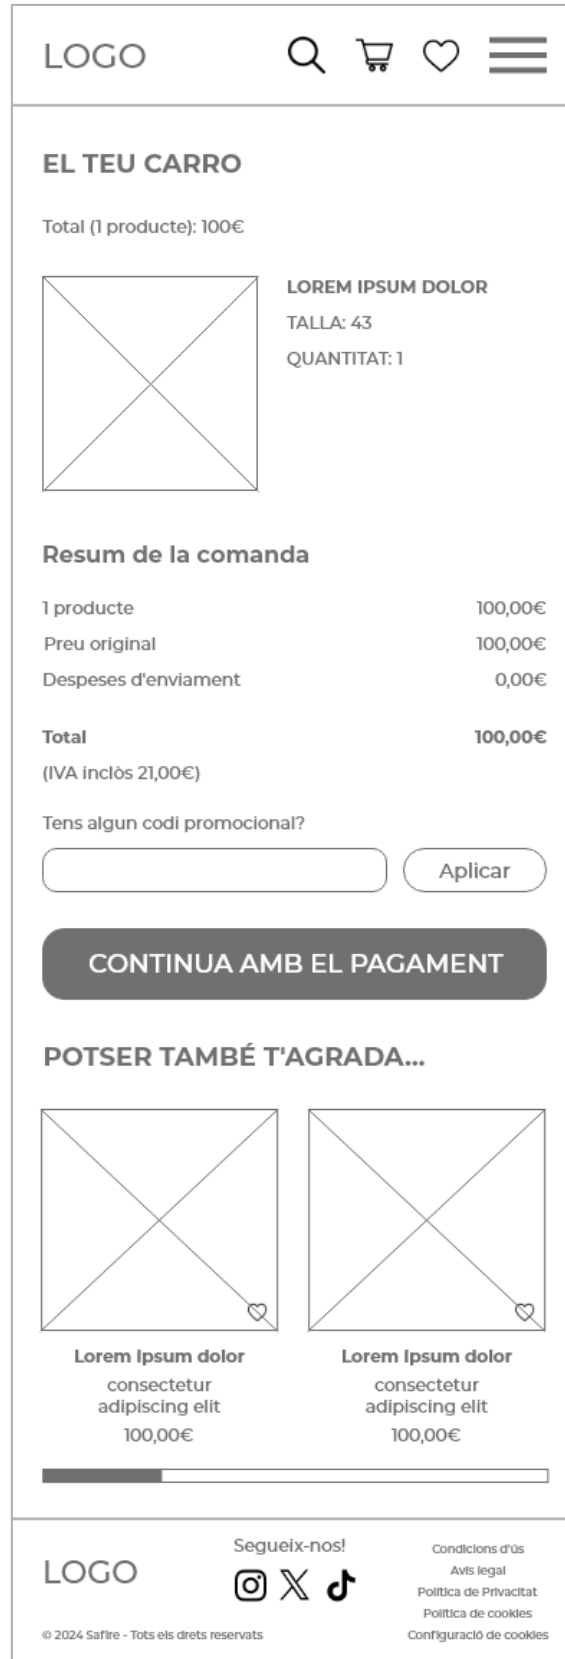 LOGO
EL TEU CARRO
Total (1 producte): 100€
LOREM IPSUM DOLOR
TALLA: 43
QUANTITAT: 1
Resum de la comanda
1 producte 100,00€
Preu original 100,00€
Despeses d'enviament 0,00€
Total 100,00€
(IVA inclòs 21,00€)
Tens algun codi promocional?
Aplicar
CONTINUA AMB EL PAGAMENT
POTSER TAMBÉ T'AGRADA...
Lorem Ipsum dolor
consectetur
adipiscing elit
100,00€
Lorem Ipsum dolor
consectetur
adipiscing elit
100,00€
LOGO
© 2024 Safire - Tots els drets reservats
Segueix-nos!
Condicions d'ús
Avís legal
Política de Privacitat
Política de cookies
Configuració de cookies